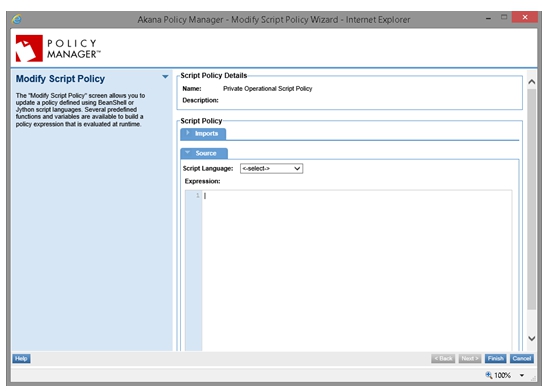 Akana Policy Manager - Modify Script Policy Wizard - Internet Explorer
POLICY
MANAGER™
Modify Script Policy
The "Modify Script Policy" screen allows you to
update a policy defined using BeanShell or
Jython script languages. Several predefined
functions and variables are available to build a
policy expression that is evaluated at runtime.
Script Policy Details
Name: Private Operational Script Policy
Description:
Script Policy
Imports
Source
Script Language: <-select->
Expression:
1
Help
Back Next Finish Cancel
100%